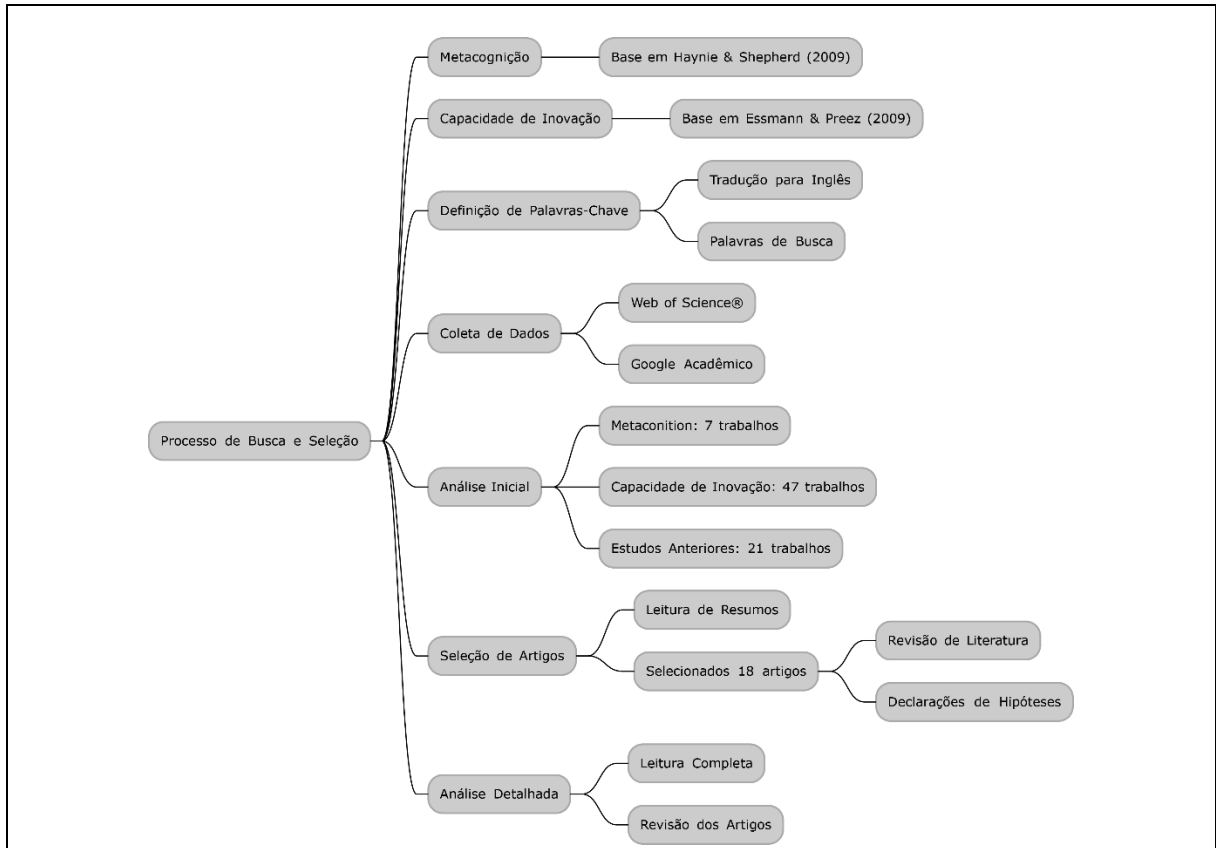 Metacognição
Base em Haynie & Shepherd (2009)
Capacidade de Inovação
Base em Essmann & Preez (2009)
Definição de Palavras-Chave
Tradução para Inglês
Palavras de Busca
Coleta de Dados
Web of Science®
Google Acadêmico
Processo de Busca e Seleção
Análise Inicial
Metaconition: 7 trabalhos
Capacidade de Inovação: 47 trabalhos
Estudos Anteriores: 21 trabalhos
Seleção de Artigos
Leitura de Resumos
Selecionados 18 artigos
Revisão de Literatura
Declarações de Hipóteses
Análise Detalhada
Leitura Completa
Revisão dos Artigos